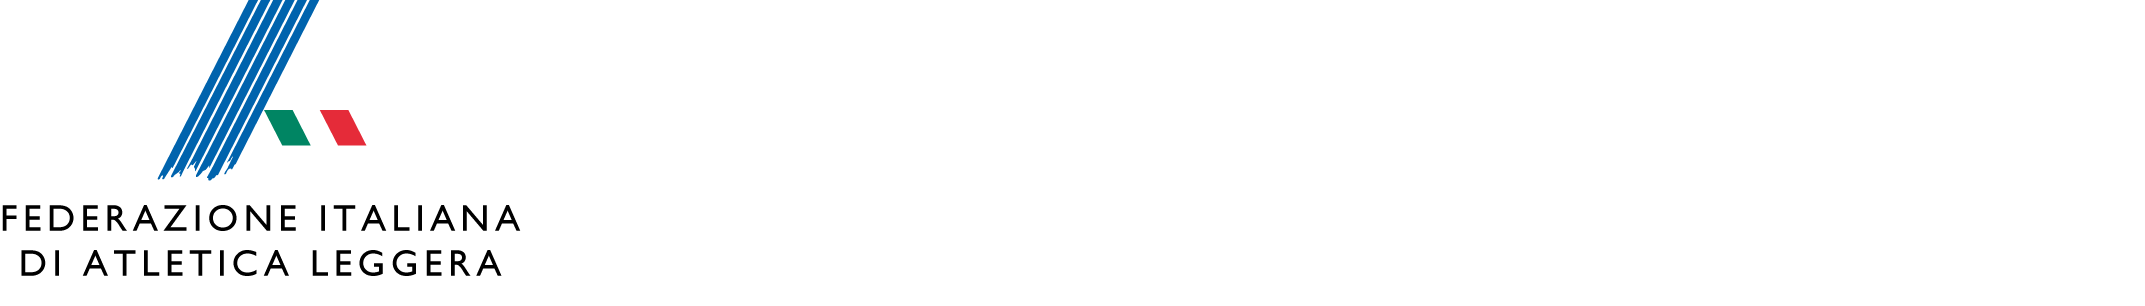 FEDERAZIONE ITALIANA
DI ATLETICA LEGGERA